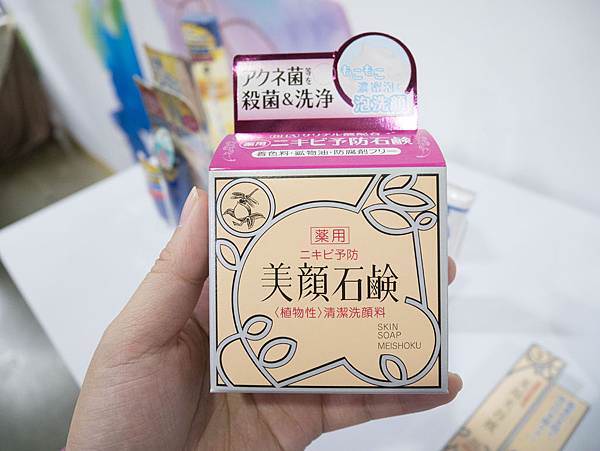 アクネ菌等を
殺菌&洗浄
もこもこ
濃密泡で
泡洗顔
薬用ニキビ予防石鹸
着色料・鉱物油・防腐剤フリー
薬用
ニキビ予防
美顔石鹸
〈植物性〉清潔洗顔料
SKIN
SOAP
MEISHOKU